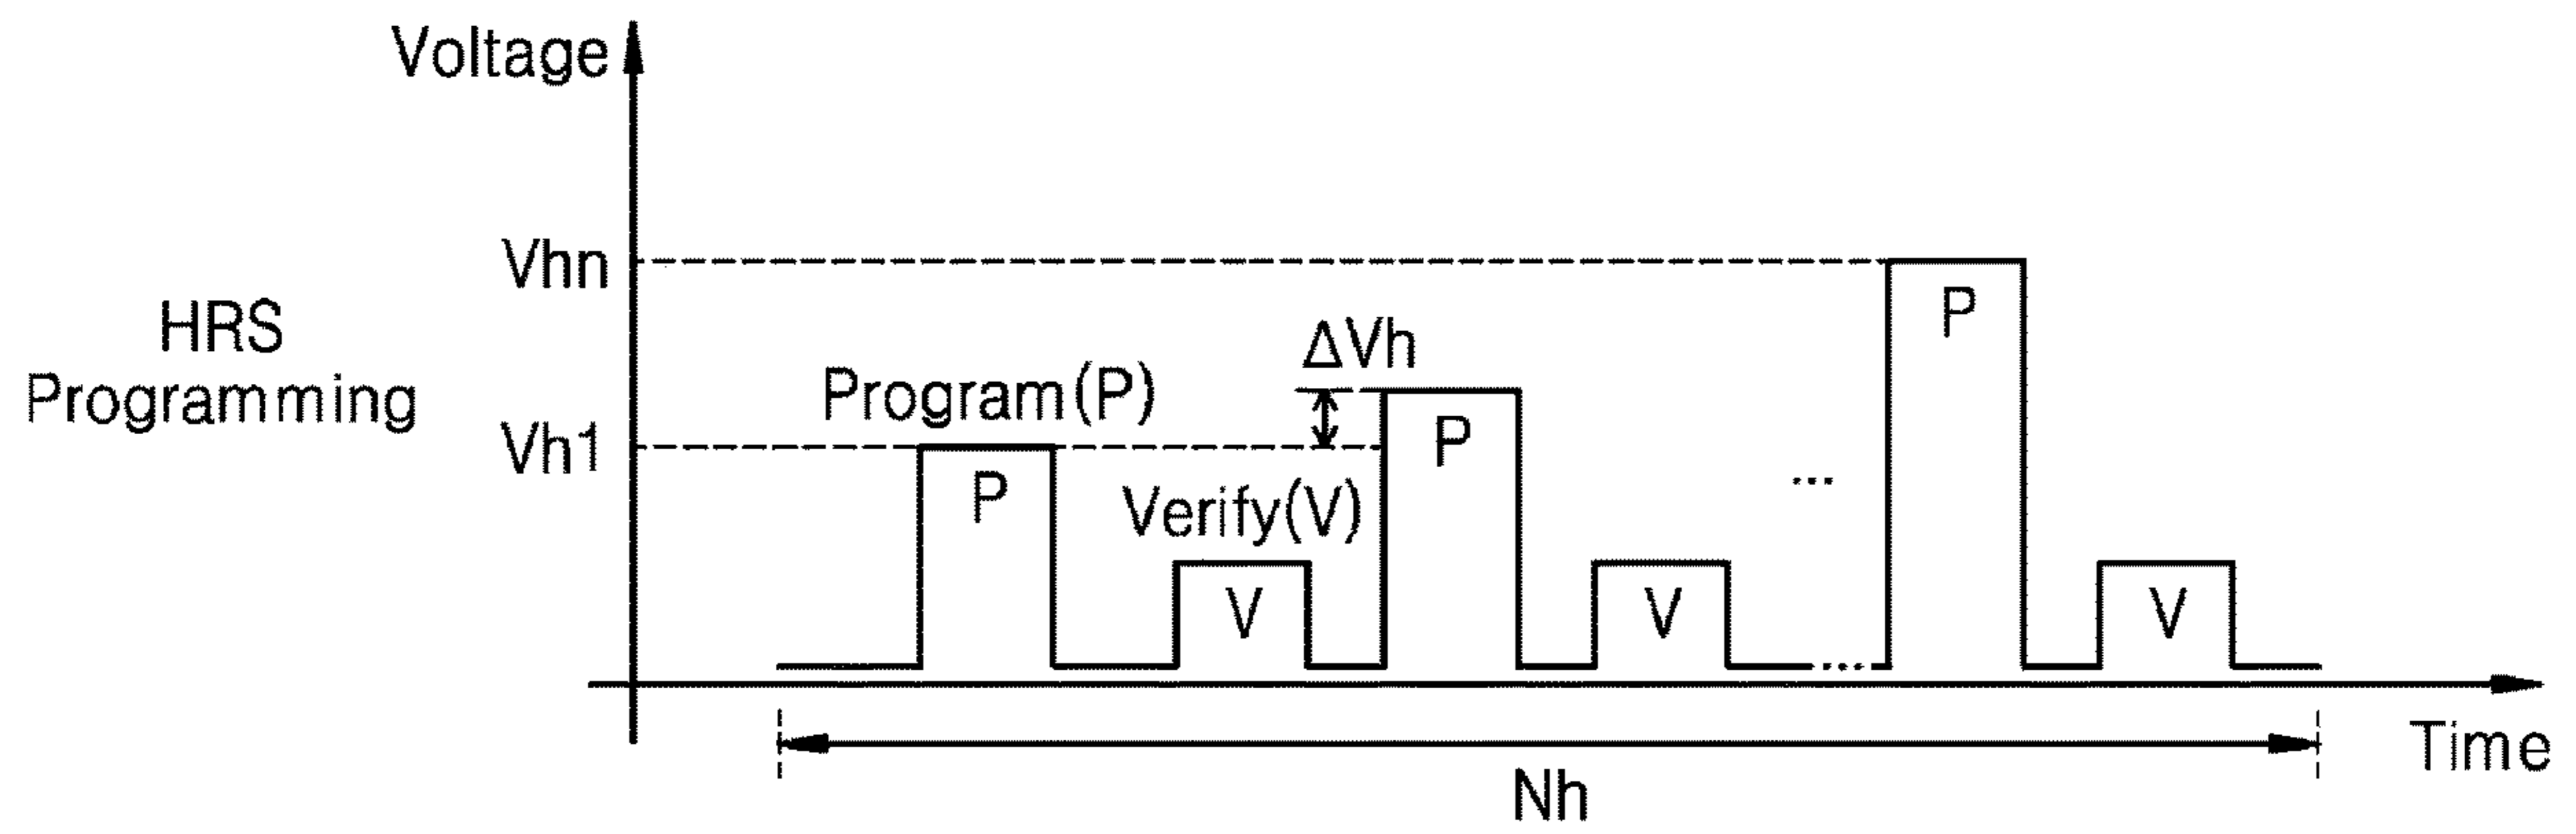 Voltage
Vhn
HRS
Programming
Vh1
Program(P)
ΔVh
Verify(V)
P
V
P
V
...
...
P
V
Time
Nh